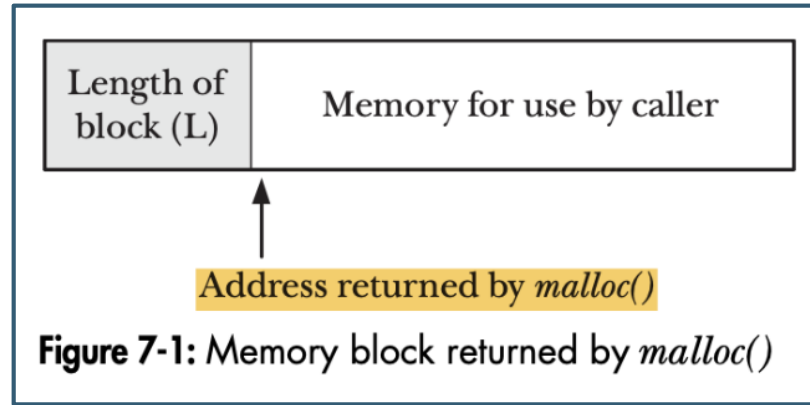 Length of
block (L)
Memory for use by caller
Address returned by malloc()
Figure 7-1: Memory block returned by malloc()